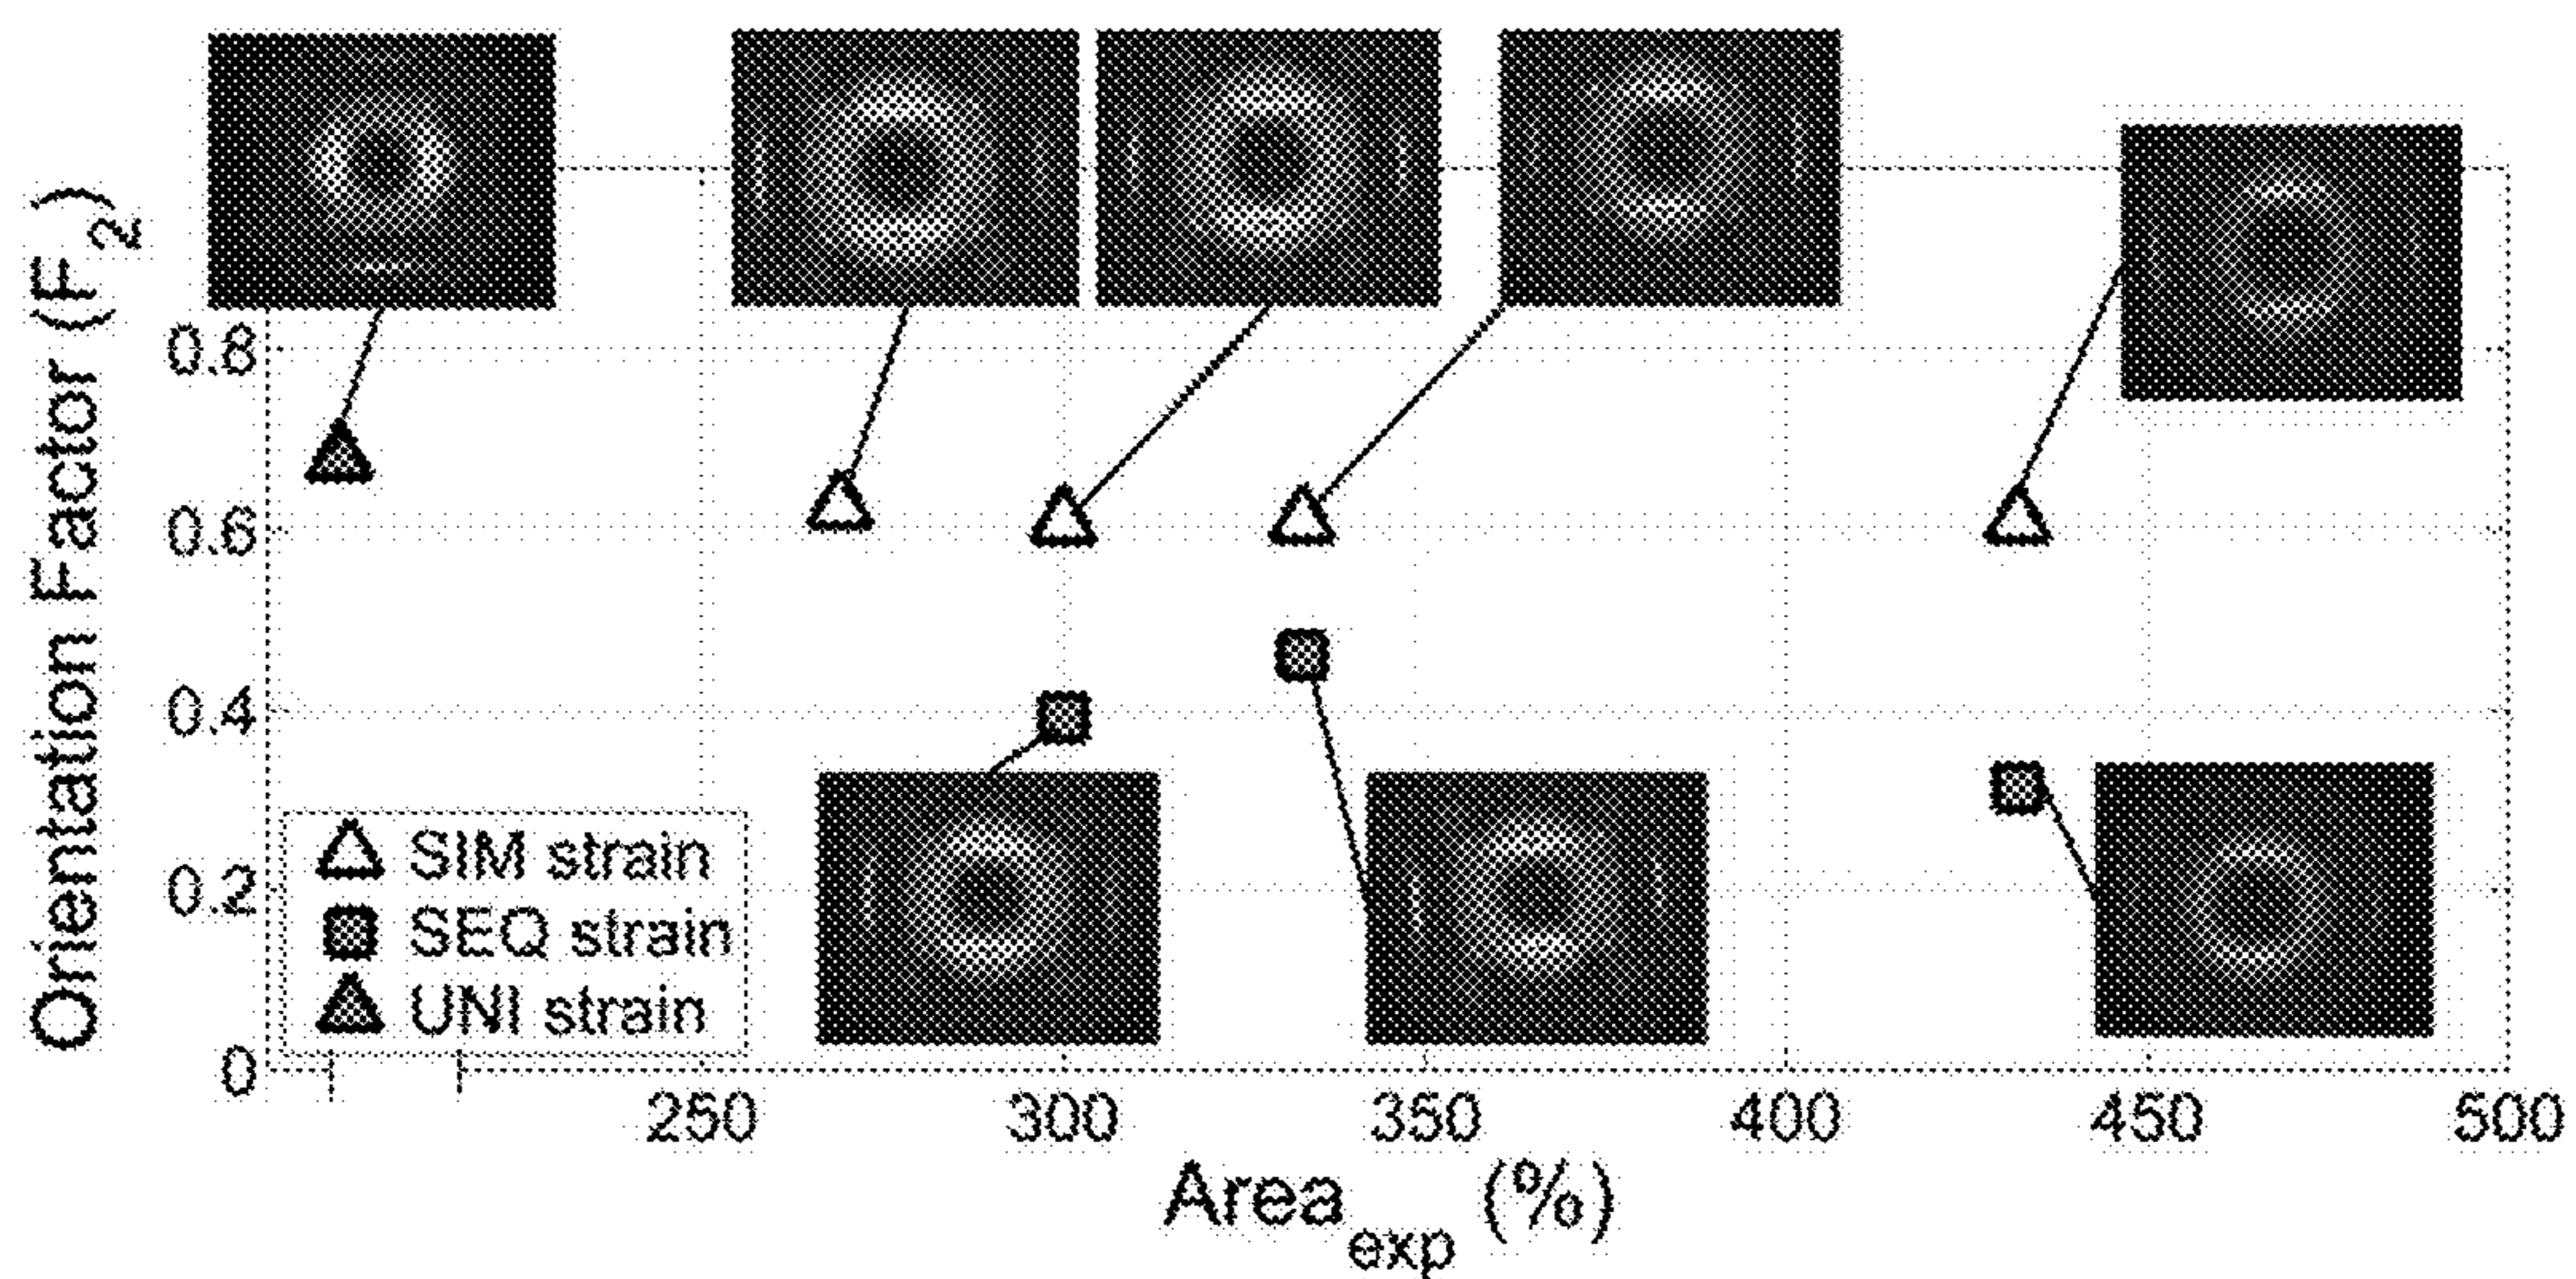 Orientation Factor (F2)
0.8
0.6
0.4
0.2
0
SIM strain
SEQ strain
UNI strain
250 300 350 400 450 500
Areaexp (%)